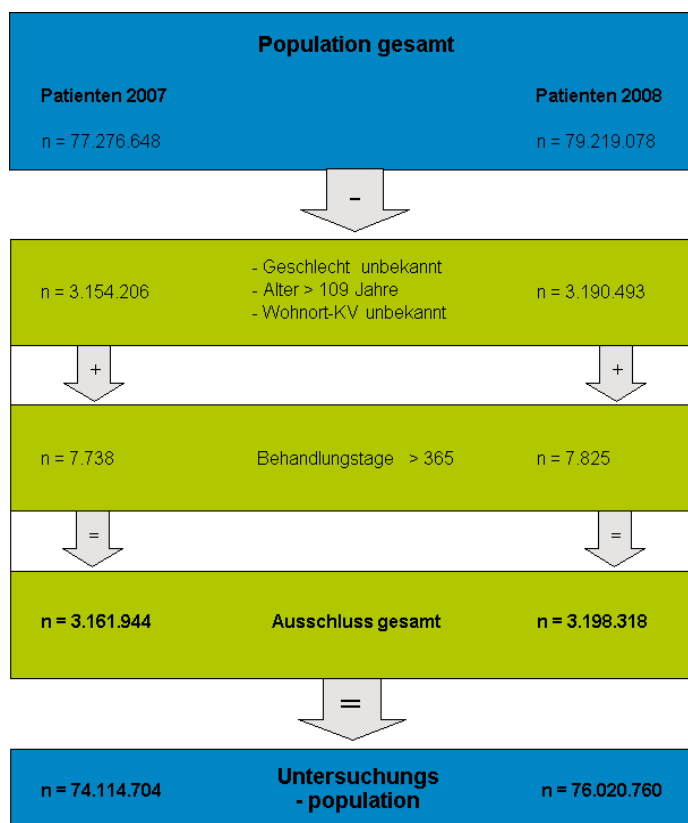 Population gesamt
Patienten 2007 Patienten 2008
n = 77.276.648 n = 79.219.078
-
- Geschlecht unbekannt
n = 3.154.206 - Alter > 109 Jahre n = 3.190.493
- Wohnort-KV unbekannt
+ +
n = 7.738 Behandlungstage > 365 n = 7.825
= =
n = 3.161.944 Ausschluss gesamt n = 3.198.318
=
n = 74.114.704 Untersuchungs n = 76.020.760
- population